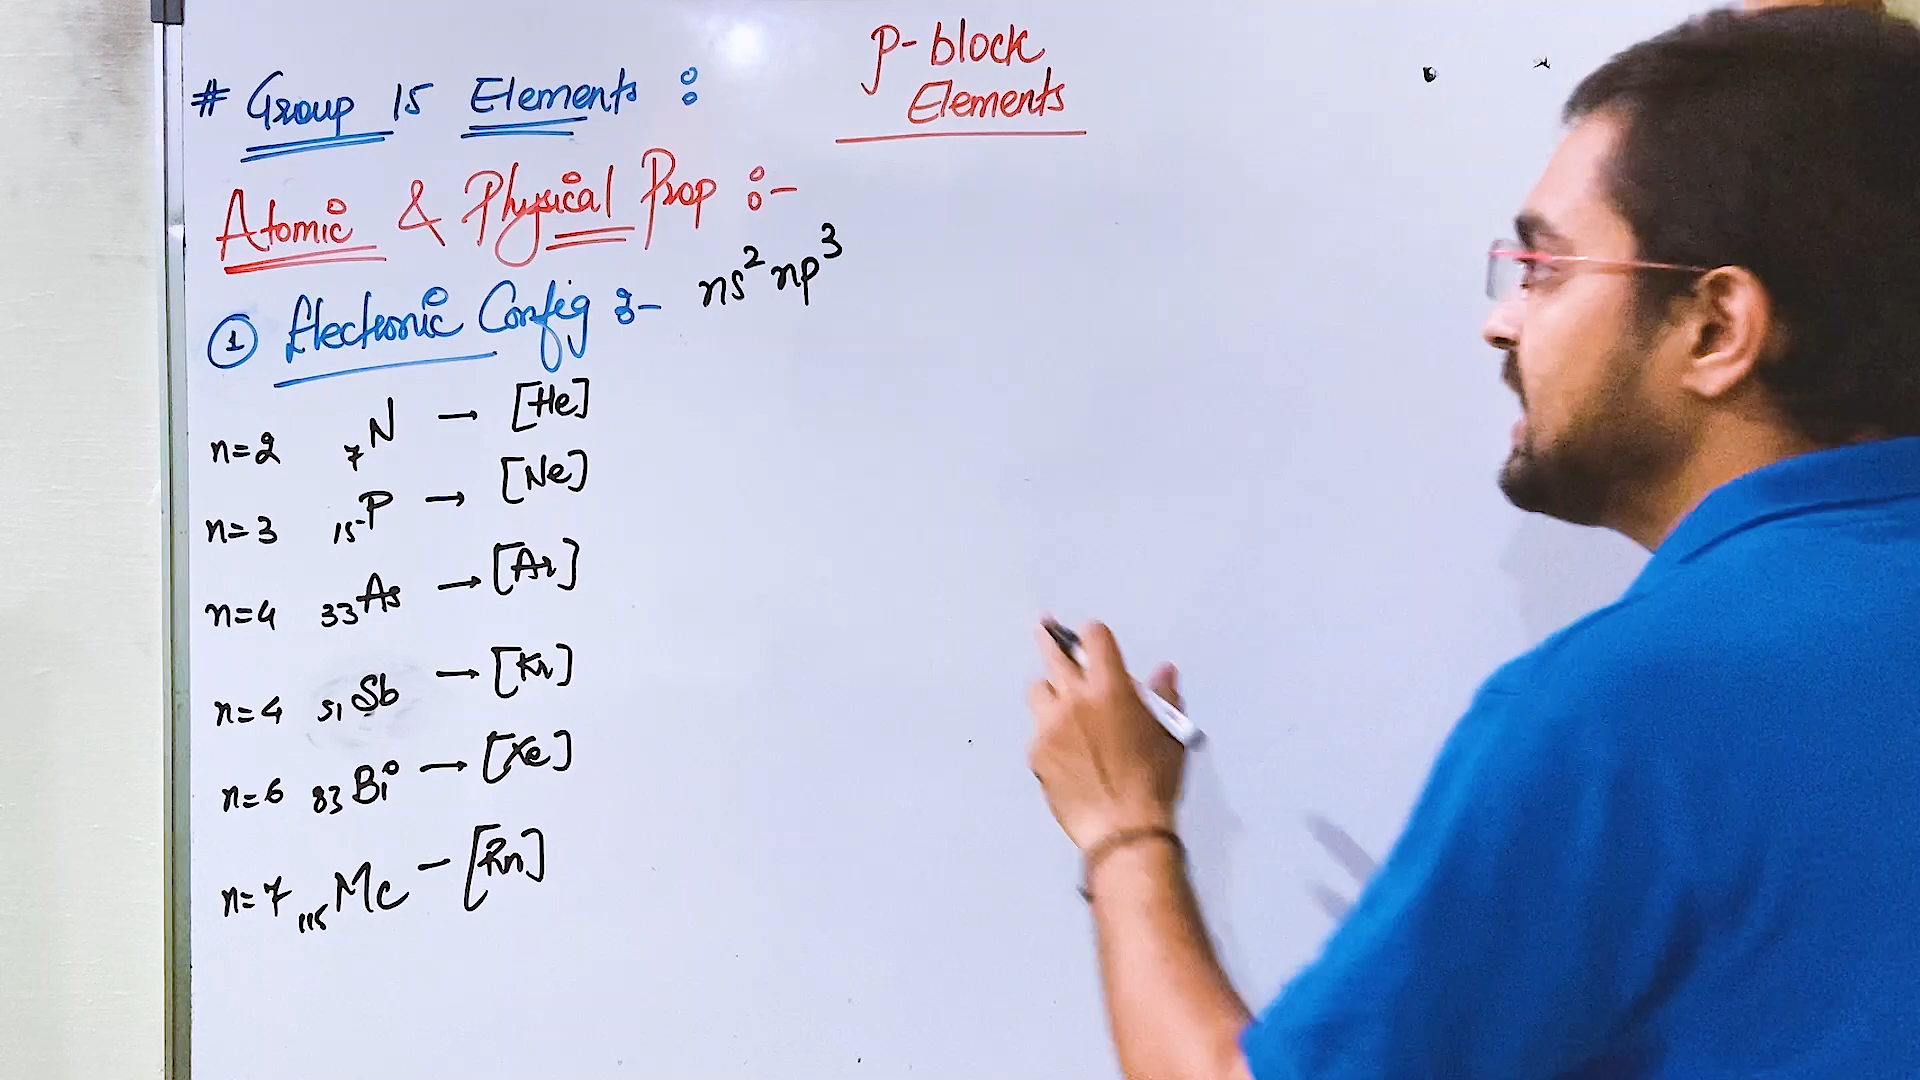 p-block
Elements
# Group 15 Elements :
Atomic & Physical Prop :-
① Electronic Config :- ns² np³
n=2 ₇N → [He]
n=3 ₁₅P → [Ne]
n=4 ₃₃As → [Ar]
n=4 ₅₁Sb → [Kr]
n=6 ₈₃Bi → [Xe]
n=7 ₁₁₅Mc – [Rn]